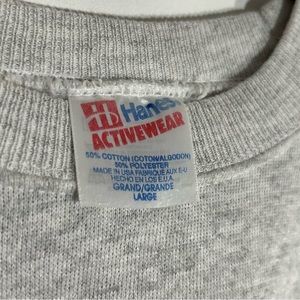 Hanes
ACTIVEWEAR
50% COTTON (COTON/ALGODON)
50% POLYESTER
MADE IN USA FABRIQUE AUX E-U
HECHO EN LOS E.U.A.
GRAND/GRANDE
LARGE